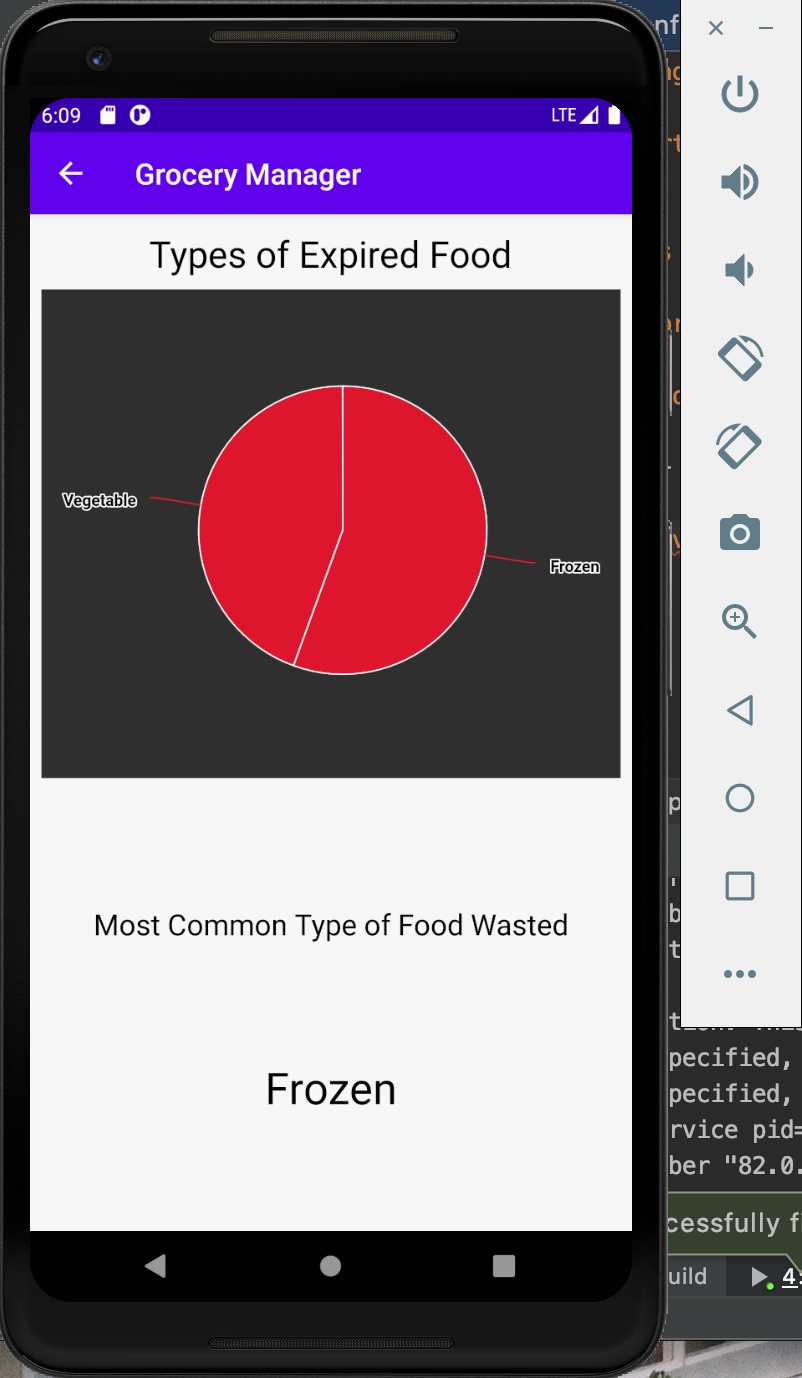 6:09
LTE
Grocery Manager
Types of Expired Food
Vegetable
Frozen
Most Common Type of Food Wasted
Frozen
pecified,
pecified,
rvice pid=
ber "82.0.
cessfully f
uild
4: